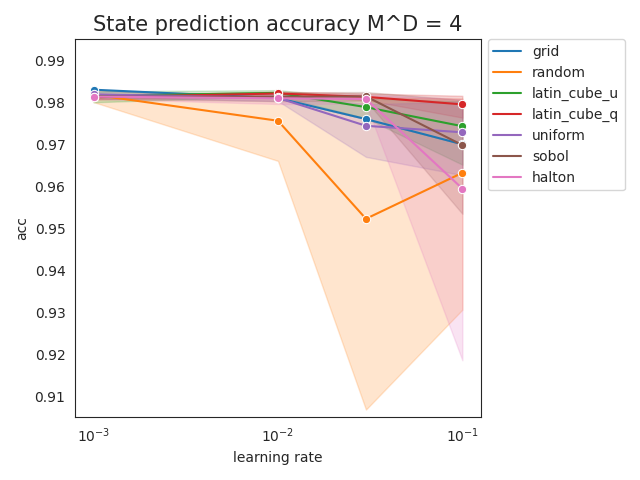 State prediction accuracy M^D = 4
0.99
0.98
0.97
0.96
0.95
0.94
0.93
0.92
0.91
acc
10⁻³
10⁻²
10⁻¹
learning rate
grid
random
latin_cube_u
latin_cube_q
uniform
sobol
halton